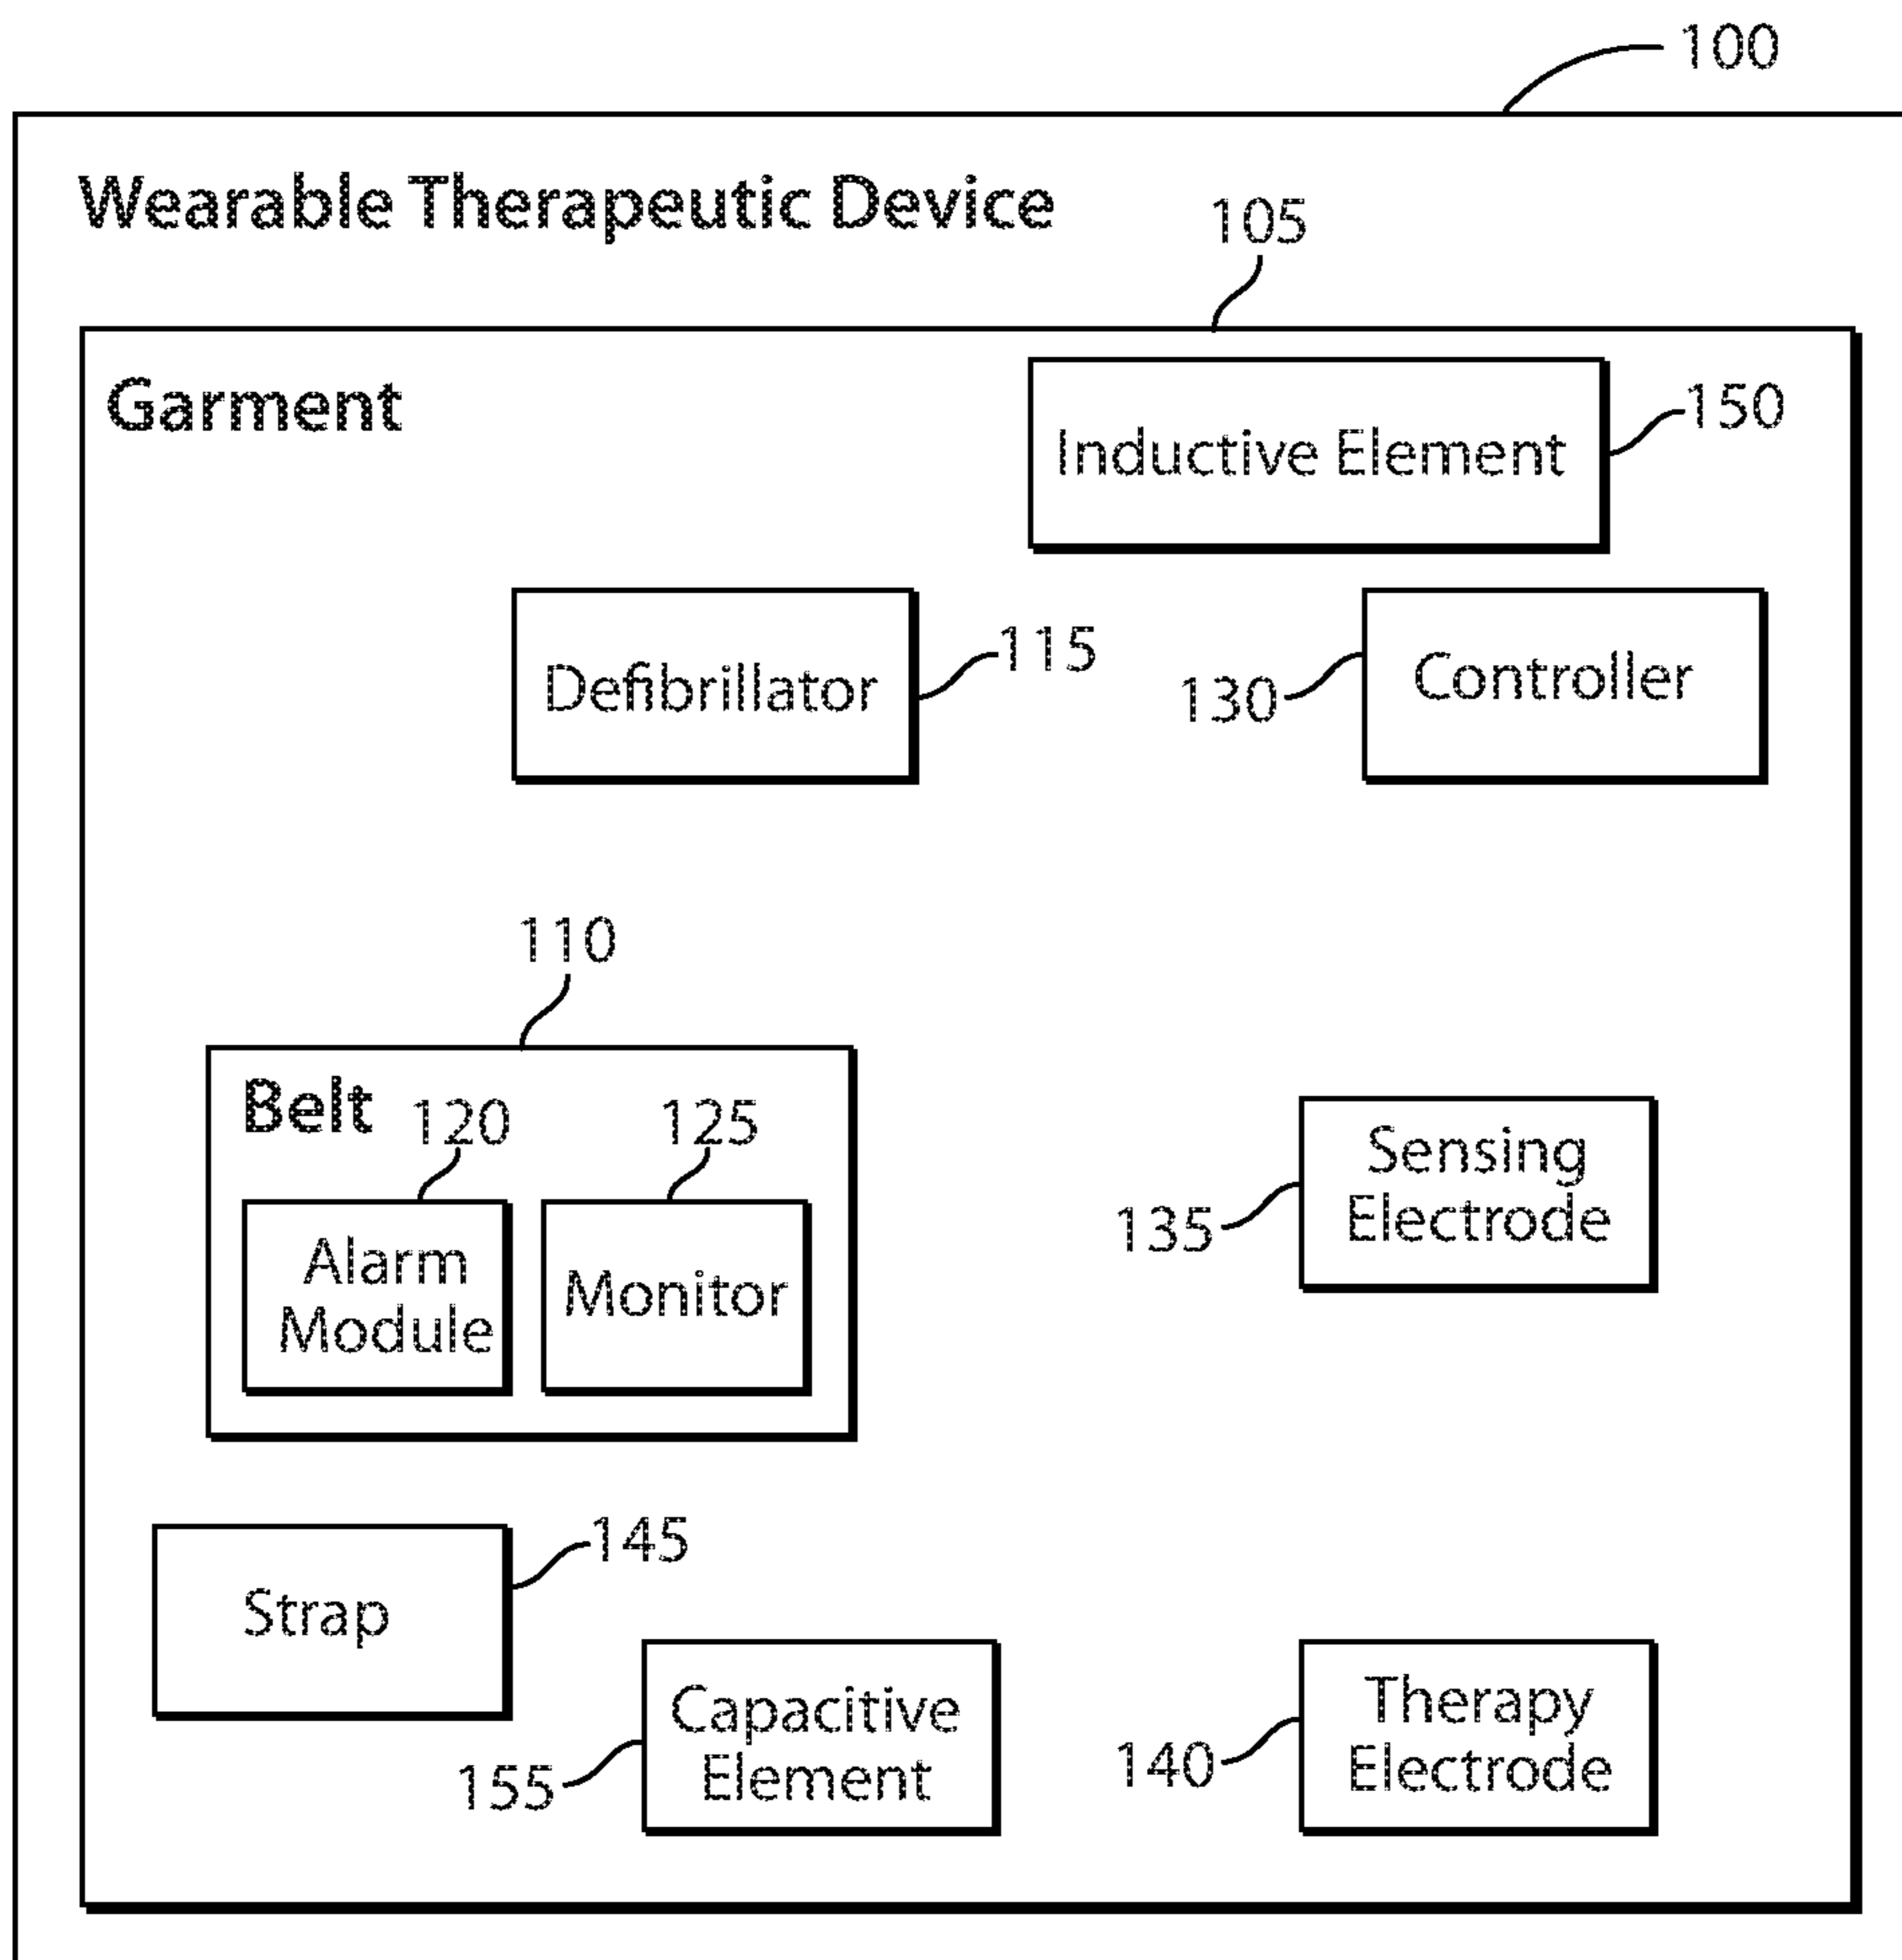 100
Wearable Therapeutic Device
105
Garment
150
Inductive Element
Defibrillator
115
130
Controller
110
Belt
120
125
Alarm
Module
Monitor
Sensing
Electrode
135
145
Strap
Capacitive
Element
155
Therapy
Electrode
140